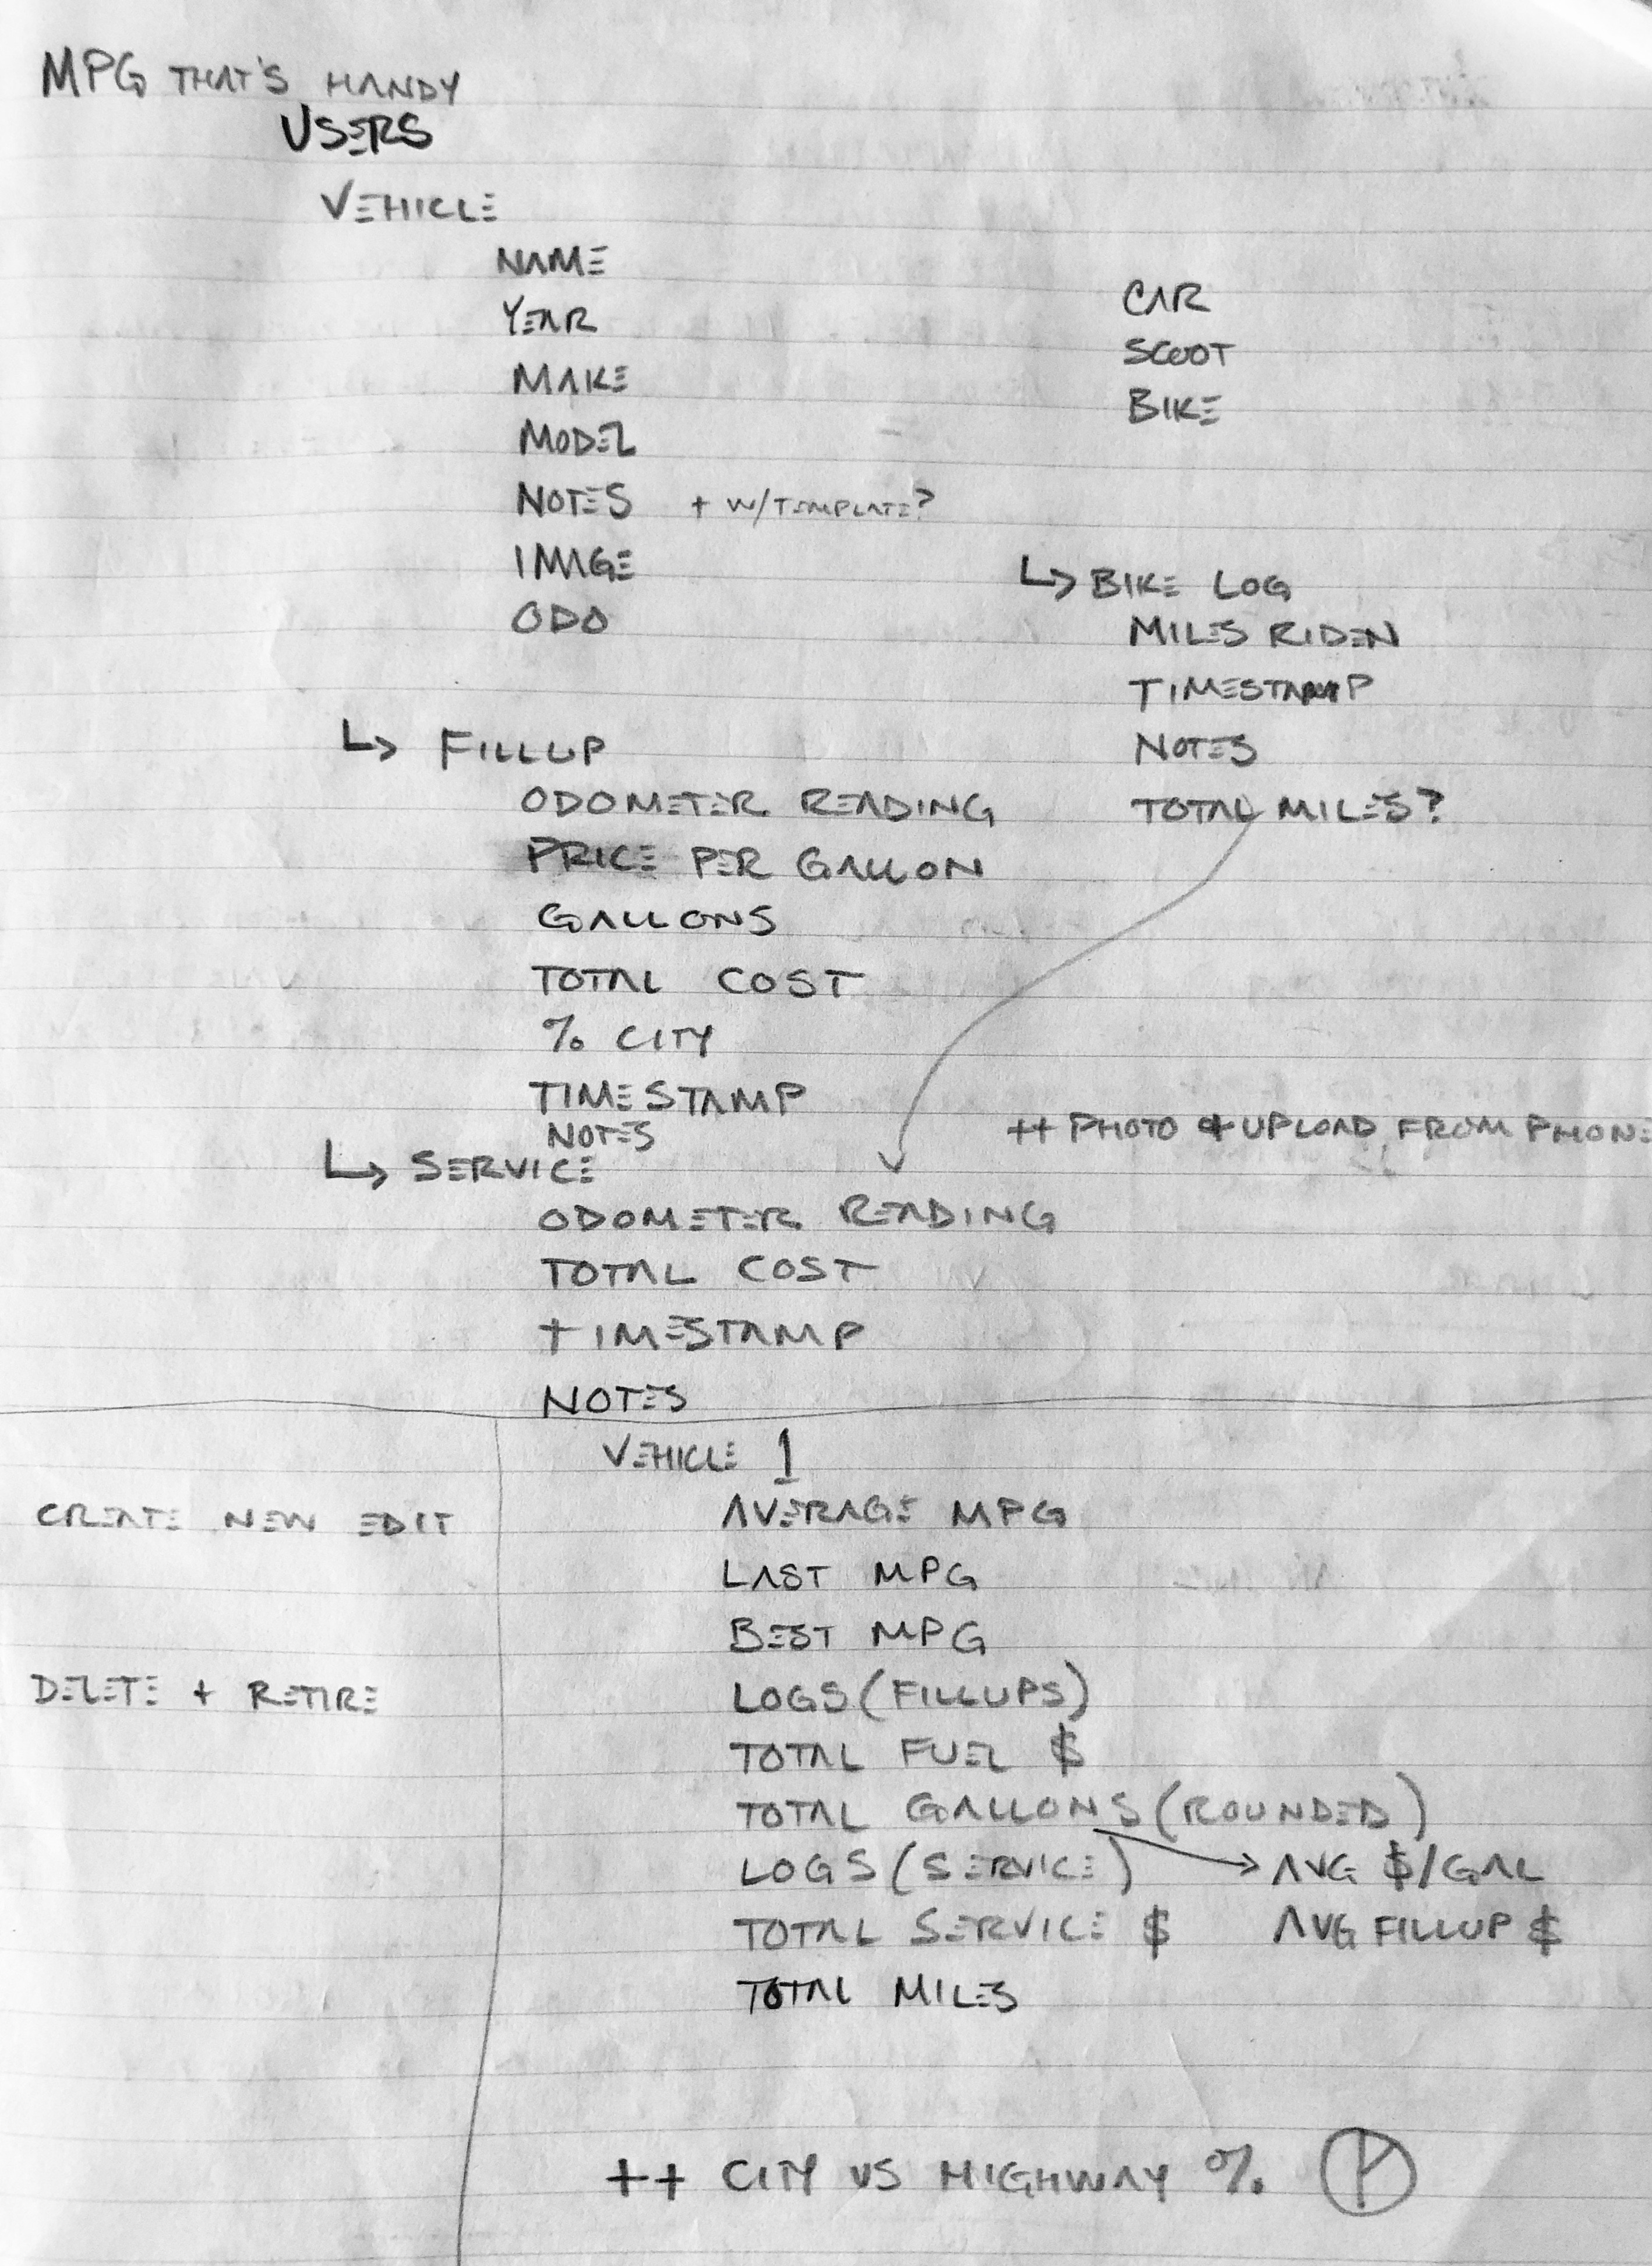 MPG THAT'S HANDY
USERS
VEHICLE
NAME
YEAR
MAKE
MODEL
NOTES + W/TEMPLATE?
IMAGE
ODO
CAR
SCOOT
BIKE
↳ BIKE LOG
MILES RIDEN
TIMESTAMP
NOTES
TOTAL MILES?
↳ FILLUP
ODOMETER READING
PRICE PER GALLON
GALLONS
TOTAL COST
% CITY
TIMESTAMP
NOTES
++ PHOTO & UPLOAD FROM PHONE
↳ SERVICE
ODOMETER READING
TOTAL COST
TIMESTAMP
NOTES
CREATE NEW EDIT
DELETE + RETIRE
VEHICLE 1
AVERAGE MPG
LAST MPG
BEST MPG
LOGS (FILLUPS)
TOTAL FUEL $
TOTAL GALLONS (ROUNDED)
LOGS (SERVICE) → AVG $/GAL
TOTAL SERVICE $ AVG FILLUP $
TOTAL MILES
++ CITY VS HIGHWAY %